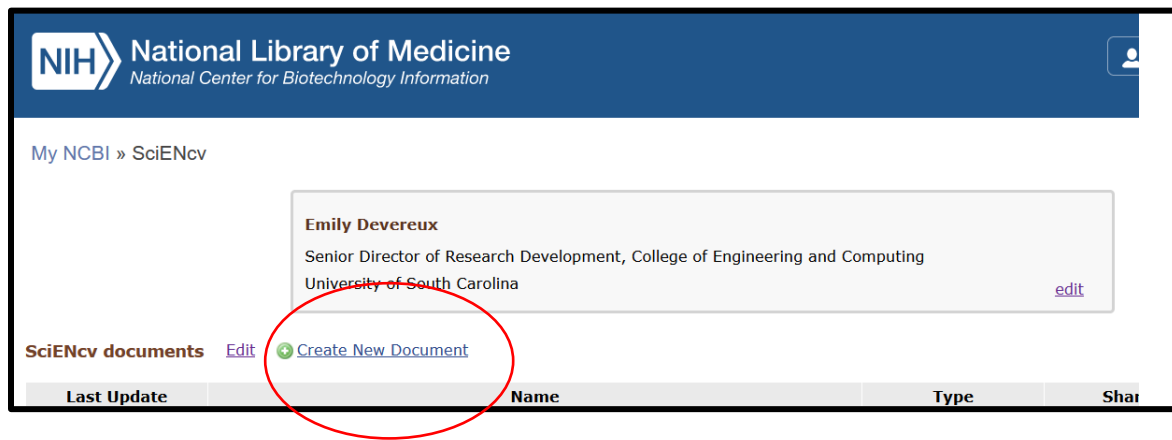 NIH National Library of Medicine
National Center for Biotechnology Information
My NCBI » SciENcv
Emily Devereux
Senior Director of Research Development, College of Engineering and Computing
University of South Carolina
edit
SciENcv documents Edit Create New Document
Last Update Name Type